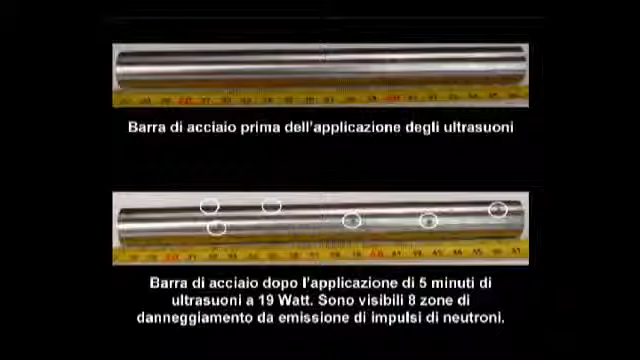 Barra di acciaio prima dell'applicazione degli ultrasuoni
Barra di acciaio dopo l'applicazione di 5 minuti di
ultrasuoni a 19 Watt. Sono visibili 8 zone di
danneggiamento da emissione di impulsi di neutroni.